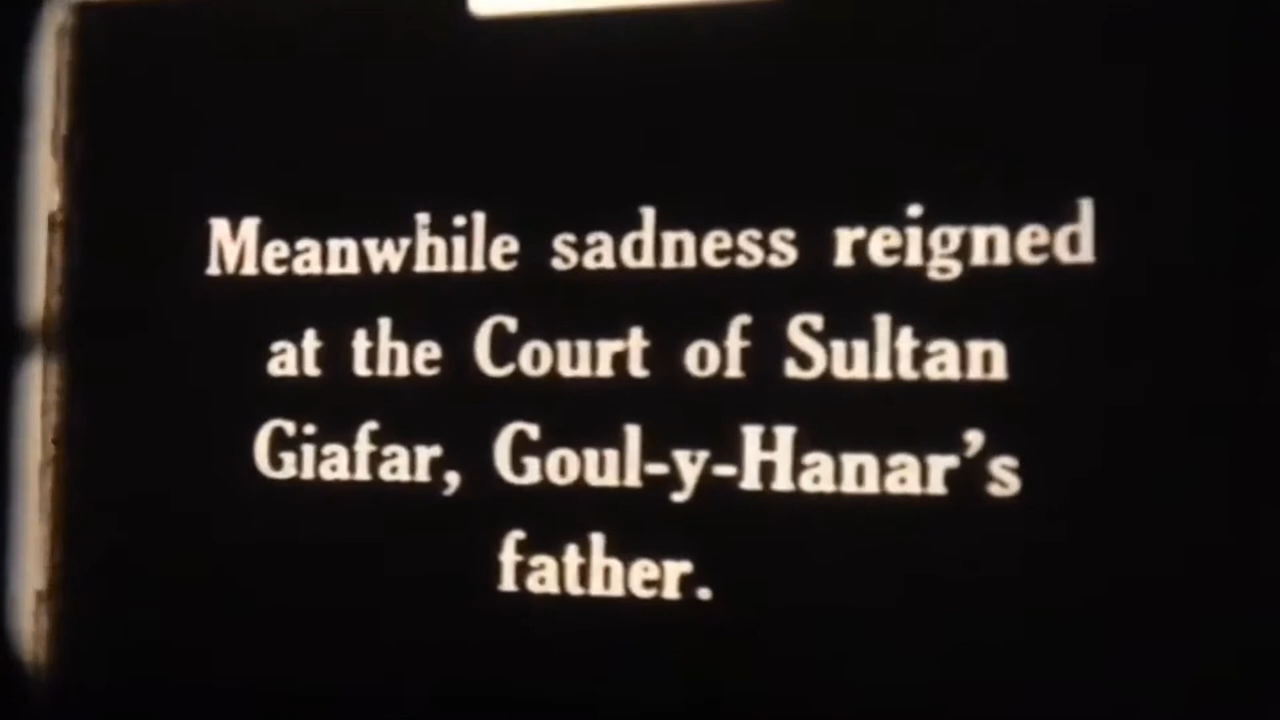 Meanwhile sadness reigned
at the Court of Sultan
Giafar, Goul-y-Hanar's
father.